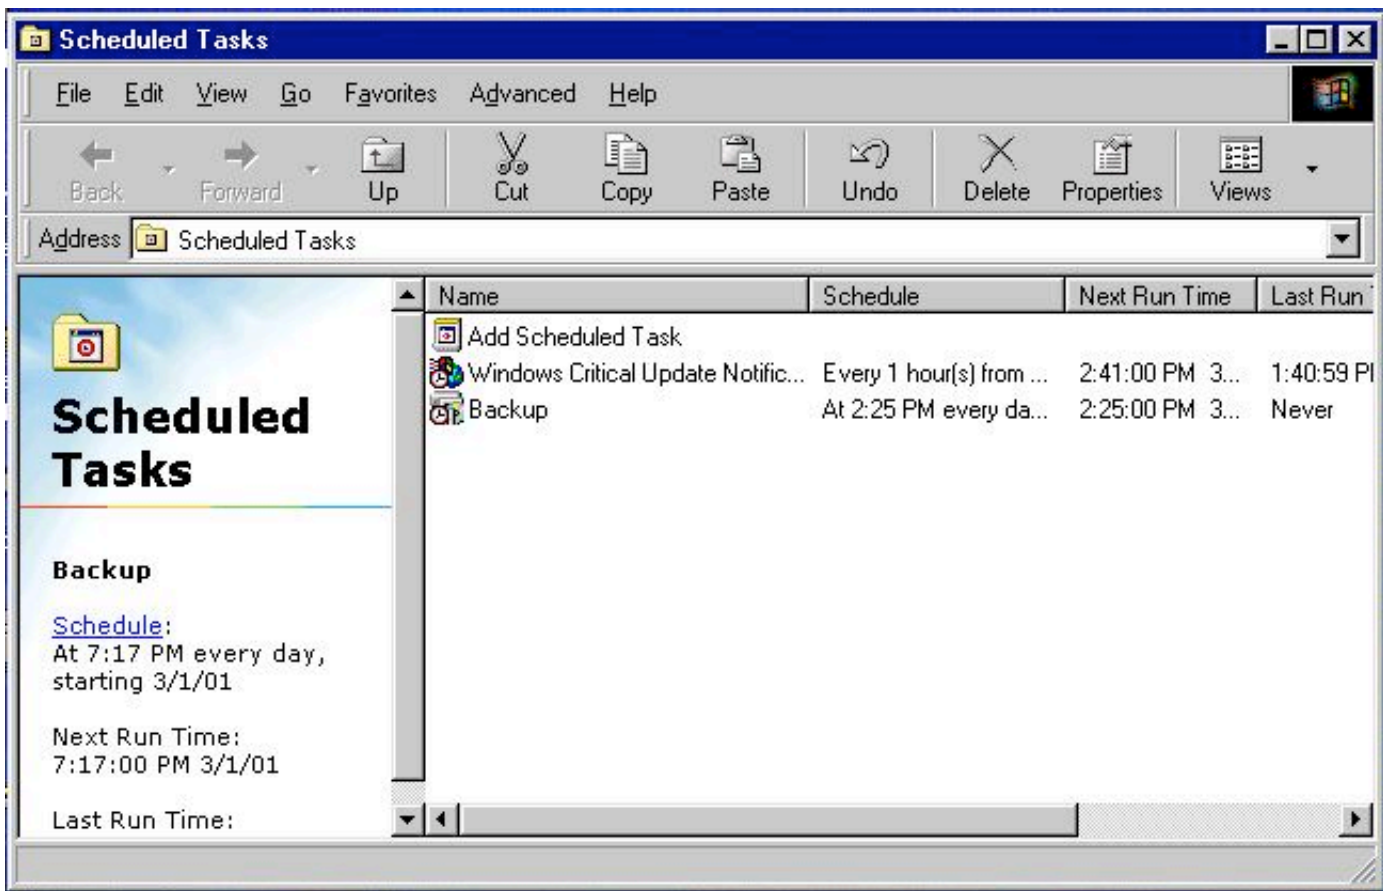 Scheduled Tasks
File Edit View Go Favorites Advanced Help
Back Forward Up Cut Copy Paste Undo Delete Properties Views
Address Scheduled Tasks
Name Schedule Next Run Time Last Run
Add Scheduled Task
Windows Critical Update Notific... Every 1 hour(s) from ... 2:41:00 PM 3... 1:40:59 P
Backup At 2:25 PM every da... 2:25:00 PM 3... Never
Scheduled
Tasks
Backup
Schedule:
At 7:17 PM every day,
starting 3/1/01
Next Run Time:
7:17:00 PM 3/1/01
Last Run Time: